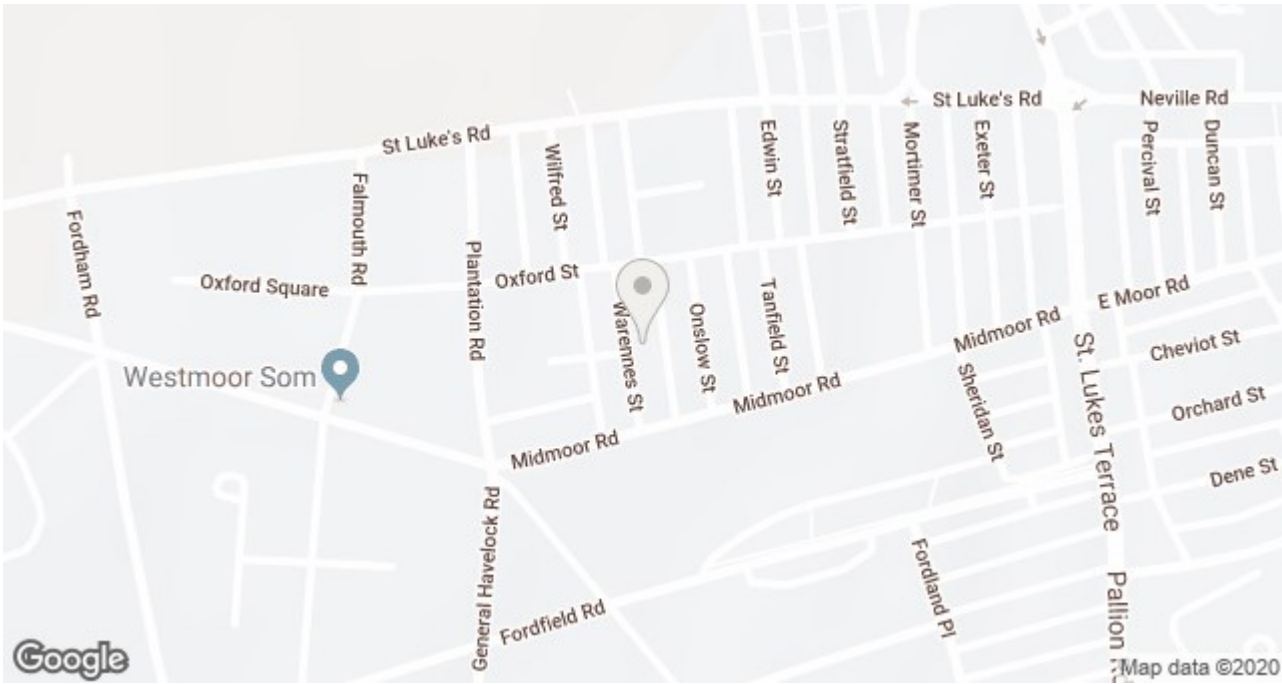 St Luke's Rd
Neville Rd
St Luke's Rd
Edwin St
Stratfield St
Mortimer St
Exeter St
Percival St
Duncan St
Wilfred St
Falmouth Rd
Fordham Rd
Plantation Rd
Oxford Square
Oxford St
Warennes St
Onslow St
Tanfield St
E Moor Rd
Midmoor Rd
Cheviot St
St. Lukes Terrace
Westmoor Som
Sheridan St
Midmoor Rd
Orchard St
Midmoor Rd
Dene St
General Havelock Rd
Fordland Pl
Fordfield Rd
Pallion
Google
Map data ©2020